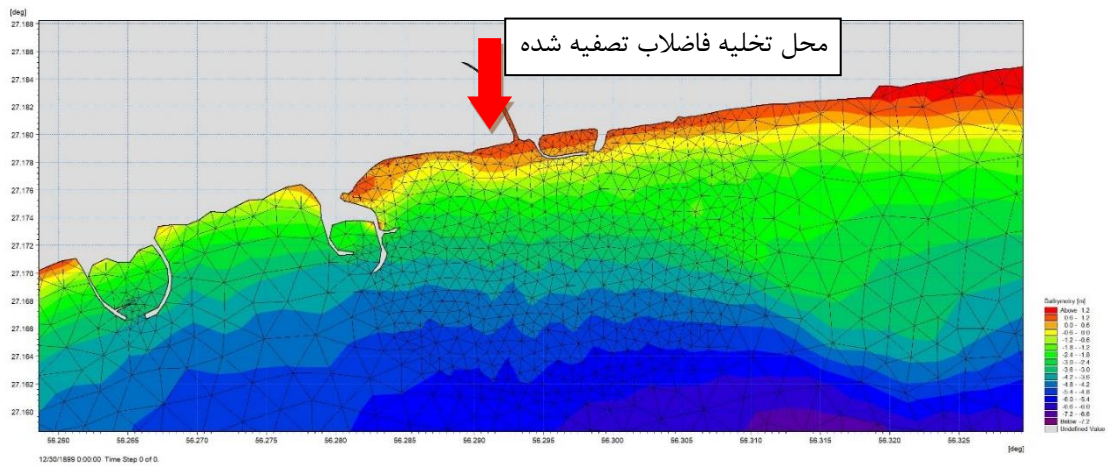 [deg]
محل تخلیه فاضلاب تصفیه شده
27.188
27.186
27.184
27.182
27.180
27.178
27.176
27.174
27.172
27.170
27.168
27.166
27.164
27.162
27.160
56.260 56.265 56.270 56.275 56.280 56.285 56.290 56.295 56.300 56.305 56.310 56.315 56.320 56.325
[deg]
12/30/1899 0:00:00 Time Step 0 of 0.
Bathymetry [m]
Above 1.2
0.6 - 1.2
0.0 - 0.6
-0.6 - 0.0
-1.2 - -0.6
-1.8 - -1.2
-2.4 - -1.8
-3.0 - -2.4
-3.6 - -3.0
-4.2 - -3.6
-4.8 - -4.2
-5.4 - -4.8
-6.0 - -5.4
-6.6 - -6.0
-7.2 - -6.6
Below -7.2
Undefined Value